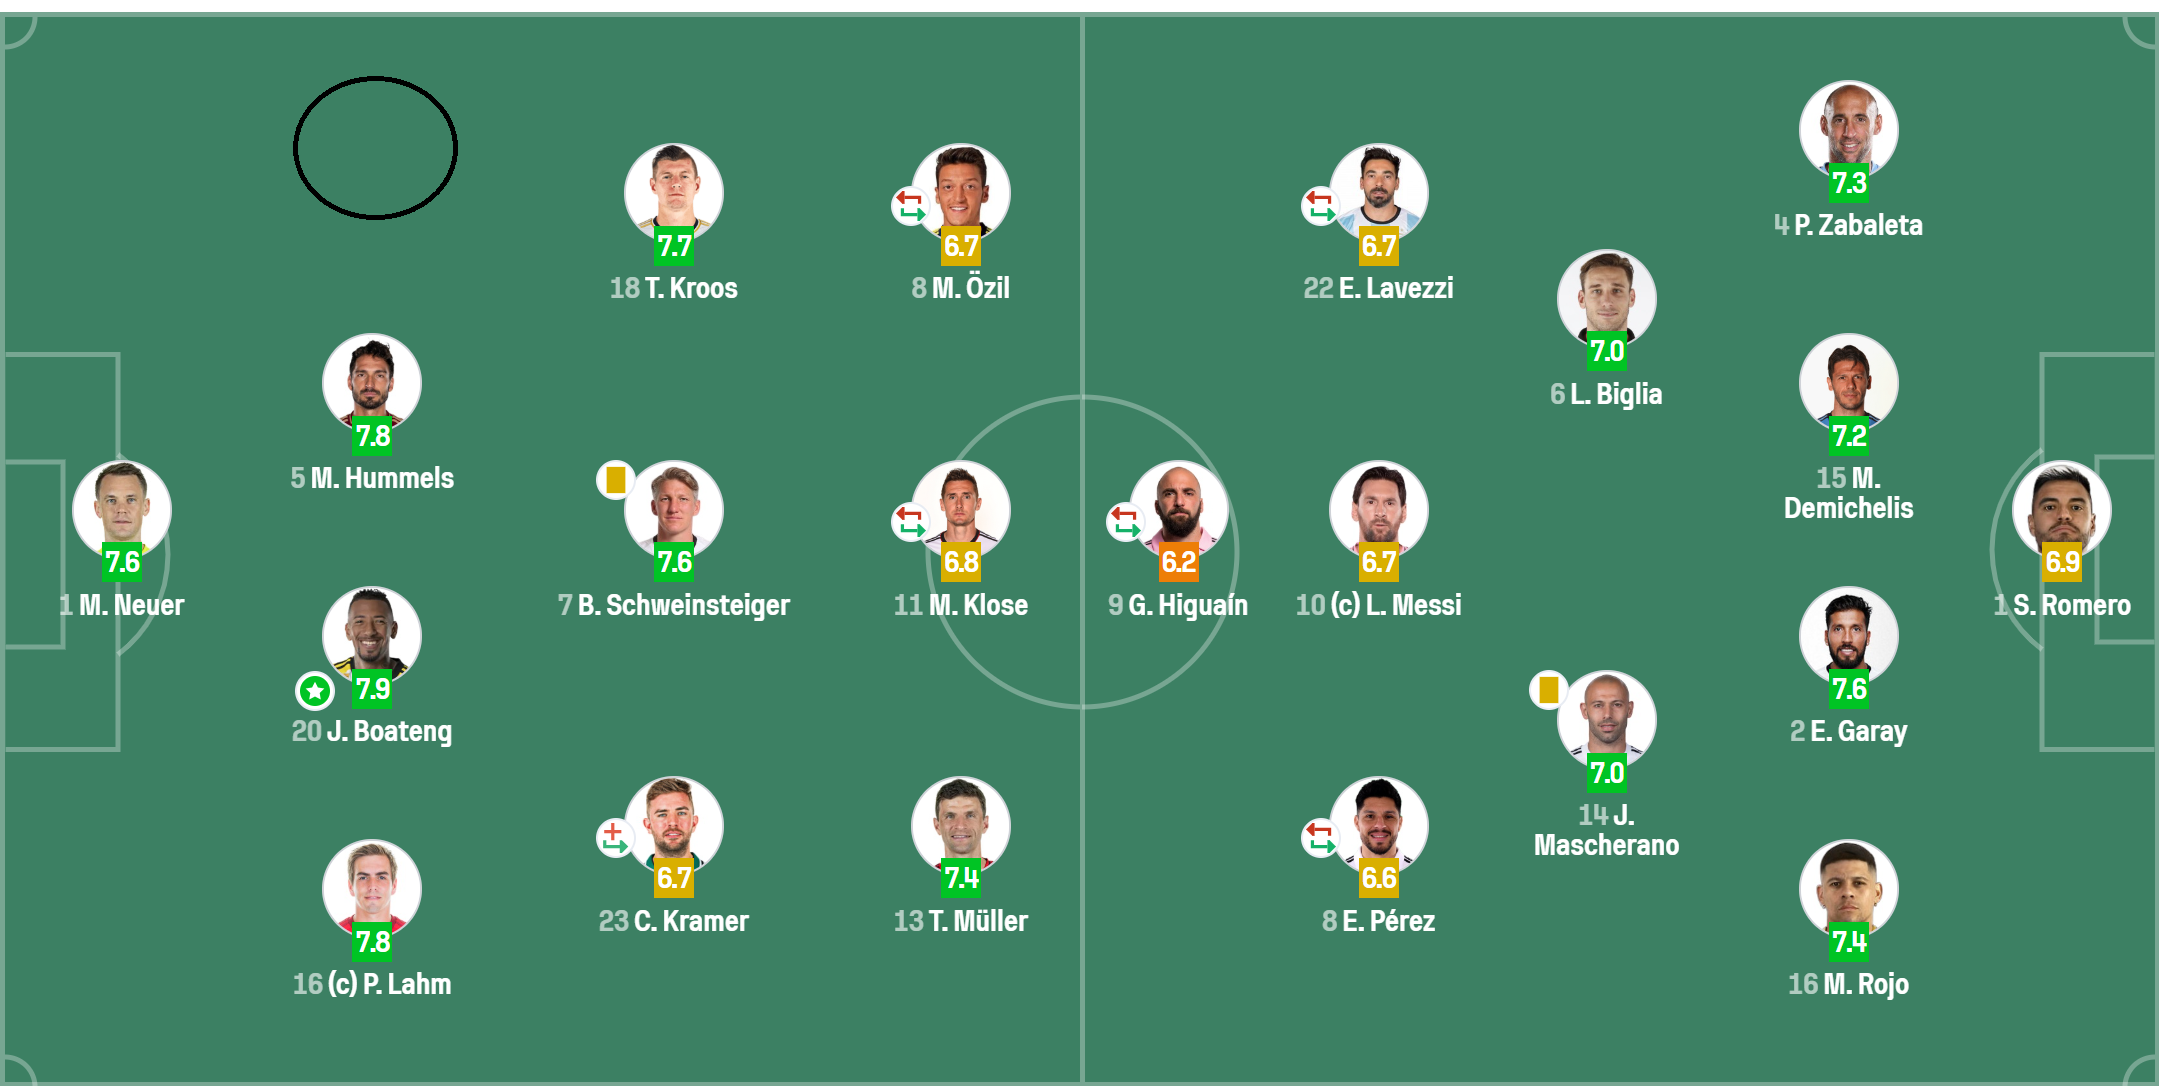 7.6
1 M. Neuer
7.8
5 M. Hummels
7.9
20 J. Boateng
7.8
16 (c) P. Lahm
7.7
18 T. Kroos
7.6
7 B. Schweinsteiger
6.7
23 C. Kramer
6.7
8 M. Özil
6.8
11 M. Klose
7.4
13 T. Müller
6.2
9 G. Higuaín
6.7
22 E. Lavezzi
6.7
10 (c) L. Messi
6.6
8 E. Pérez
7.0
6 L. Biglia
7.0
14 J.
Mascherano
7.3
4 P. Zabaleta
7.2
15 M.
Demichelis
7.6
2 E. Garay
7.4
16 M. Rojo
6.9
1 S. Romero